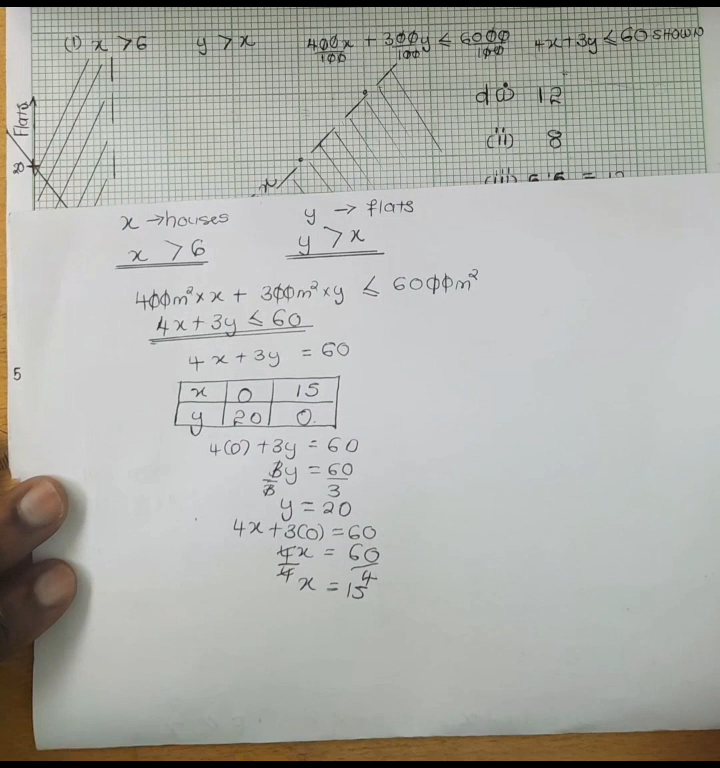 (1) x > 6 y > x 400x/100 + 300y/100 ≤ 6000/100 4x + 3y ≤ 60 SHOWN
Flats
d(i) 12
(ii) 8
20
x → houses y → flats
x > 6 y > x
400m² × x + 300m² × y ≤ 6000m²
4x + 3y ≤ 60
4x + 3y = 60
5
x 0 15
y 20 0
4(0) + 3y = 60
3y/3 = 60/3
y = 20
4x + 3(0) = 60
4x/4 = 60/4
x = 15